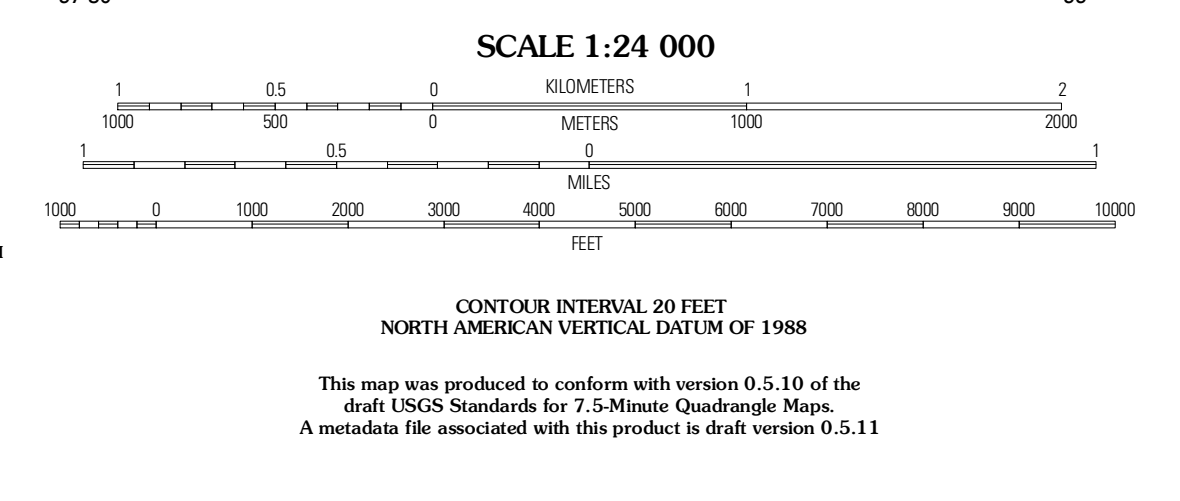 SCALE 1:24 000
1 0.5 0 KILOMETERS 1 2
1000 500 0 METERS 1000 2000
1 0.5 0 1
MILES
1000 0 1000 2000 3000 4000 5000 6000 7000 8000 9000 10000
FEET
CONTOUR INTERVAL 20 FEET
NORTH AMERICAN VERTICAL DATUM OF 1988
This map was produced to conform with version 0.5.10 of the
draft USGS Standards for 7.5-Minute Quadrangle Maps.
A metadata file associated with this product is draft version 0.5.11